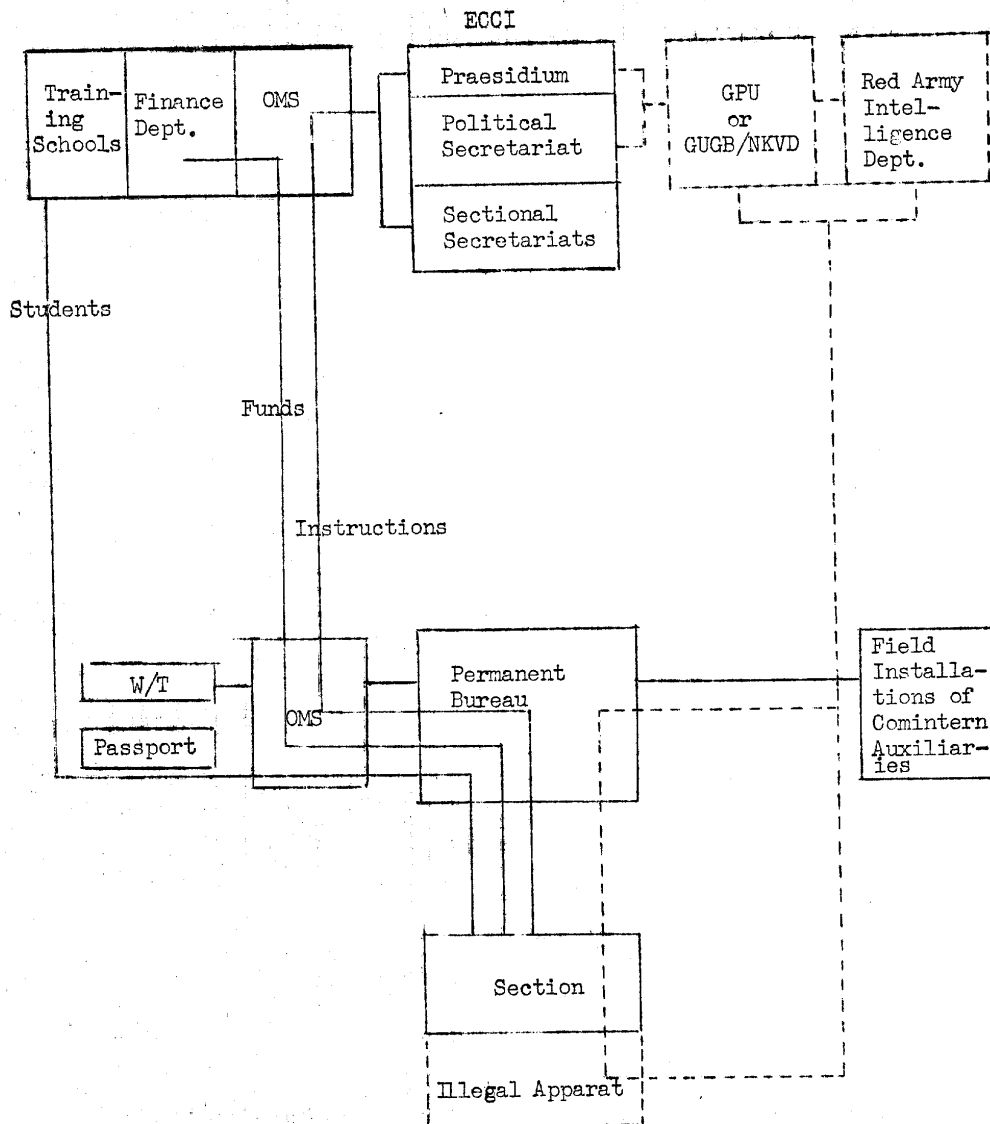 ECCI
Train-
ing
Schools
Finance
Dept.
OMS
Praesidium
Political
Secretariat
Sectional
Secretariats
GPU
or
GUGB/NKVD
Red Army
Intel-
ligence
Dept.
Students
Funds
Instructions
W/T
Passport
OMS
Permanent
Bureau
Field
Installa-
tions of
Comintern
Auxiliar-
ies
Section
Illegal Apparat